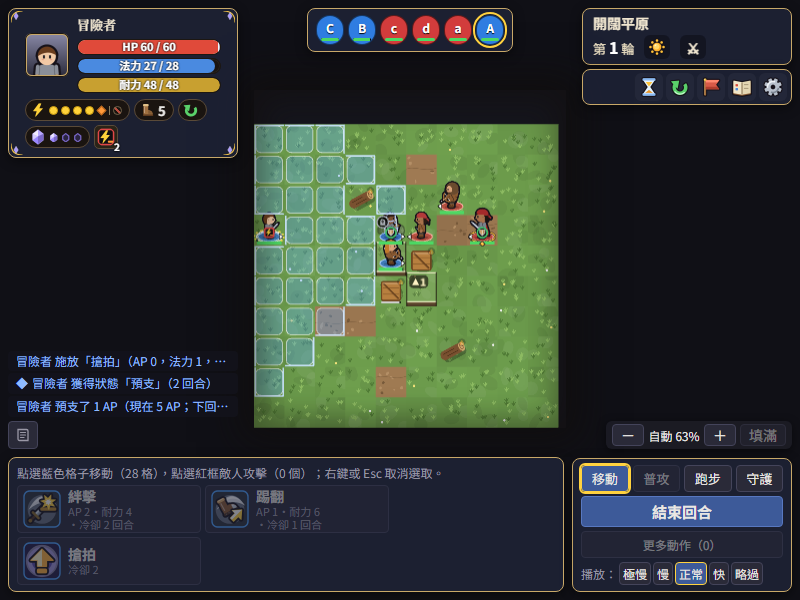 冒險者
HP 60 / 60
法力 27 / 28
耐力 48 / 48
5
2
C B c d a A
開闊平原
第 1 輪
▲1
冒險者 施放「搶拍」（AP 0，法力 1，…
◆ 冒險者 獲得狀態「預支」（2 回合）
冒險者 預支了 1 AP（現在 5 AP；下回…
— 自動 63% ＋ 填滿
點選藍色格子移動（28 格），點選紅框敵人攻擊（0 個）；右鍵或 Esc 取消選取。
絆擊
AP 2・耐力 4
・冷卻 2 回合
踢翻
AP 1・耐力 6
・冷卻 1 回合
搶拍
冷卻 2
移動 普攻 跑步 守護
結束回合
更多動作（0）
播放： 極慢 慢 正常 快 略過